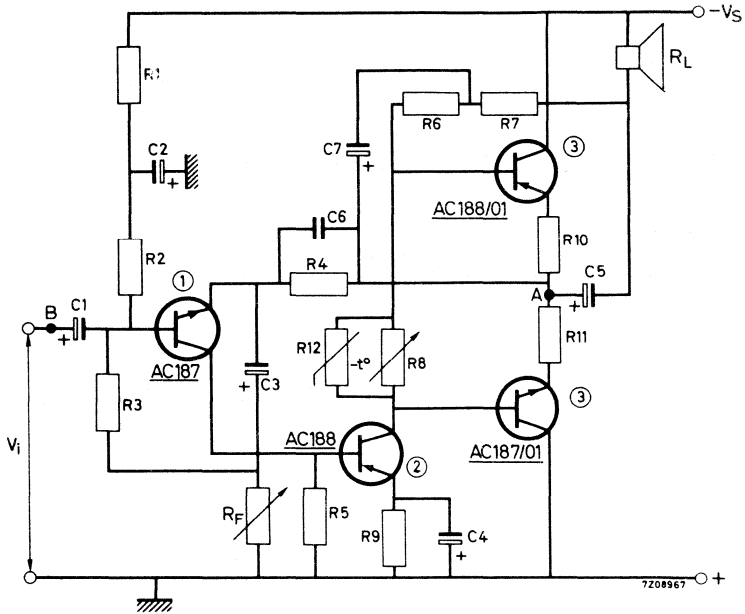 -VS
RL
R1
R6
R7
C7
C2
③
AC188/01
C6
R10
R2
R4
①
C1
B
A
C5
+
+
+
+
+
R11
R12
-t°
R8
AC187
C3
R3
③
AC188
AC187/01
②
Vi
RF
R5
R9
C4
+
7Z08967
+